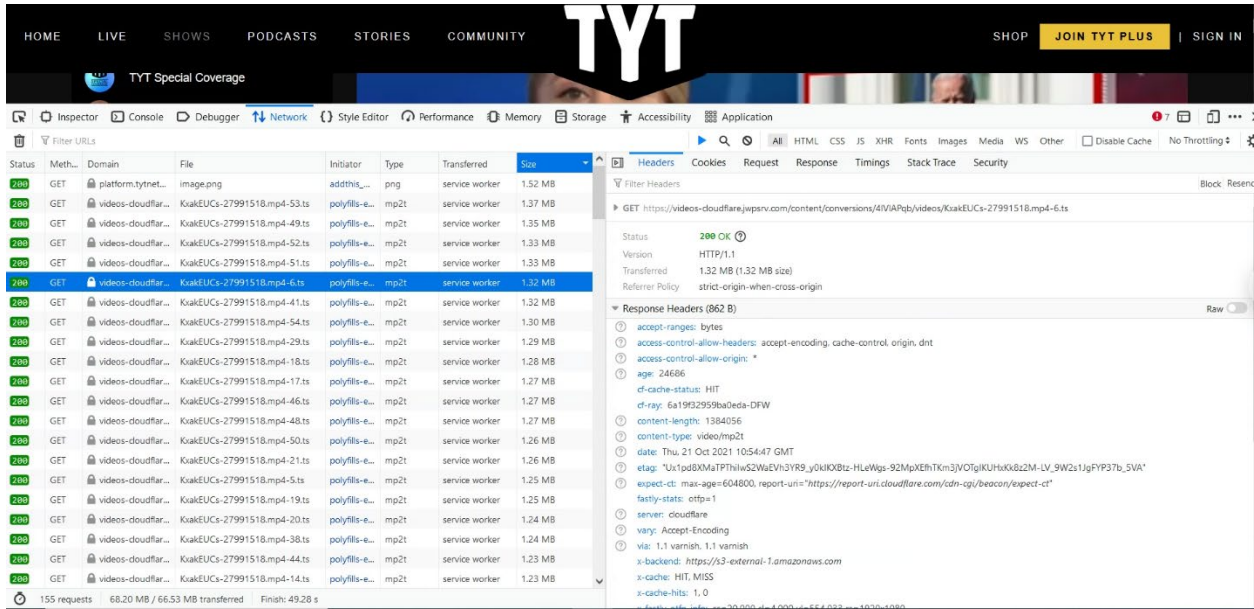 HOME LIVE SHOWS PODCASTS STORIES COMMUNITY TYT SHOP JOIN TYT PLUS | SIGN IN
TYT Special Coverage
Inspector Console Debugger Network {} Style Editor Performance Memory Storage Accessibility Application 7
Filter URLs All HTML CSS JS XHR Fonts Images Media WS Other Disable Cache No Throttling
Status Meth... Domain File Initiator Type Transferred Size
200 GET platform.tytnet... image.png addthis_... png service worker 1.52 MB
200 GET videos-cloudflar... KxakEUCs-27991518.mp4-53.ts polyfills-e... mp2t service worker 1.37 MB
200 GET videos-cloudflar... KxakEUCs-27991518.mp4-49.ts polyfills-e... mp2t service worker 1.35 MB
200 GET videos-cloudflar... KxakEUCs-27991518.mp4-52.ts polyfills-e... mp2t service worker 1.33 MB
200 GET videos-cloudflar... KxakEUCs-27991518.mp4-51.ts polyfills-e... mp2t service worker 1.33 MB
200 GET videos-cloudflar... KxakEUCs-27991518.mp4-6.ts polyfills-e... mp2t service worker 1.32 MB
200 GET videos-cloudflar... KxakEUCs-27991518.mp4-41.ts polyfills-e... mp2t service worker 1.32 MB
200 GET videos-cloudflar... KxakEUCs-27991518.mp4-54.ts polyfills-e... mp2t service worker 1.30 MB
200 GET videos-cloudflar... KxakEUCs-27991518.mp4-29.ts polyfills-e... mp2t service worker 1.29 MB
200 GET videos-cloudflar... KxakEUCs-27991518.mp4-18.ts polyfills-e... mp2t service worker 1.28 MB
200 GET videos-cloudflar... KxakEUCs-27991518.mp4-17.ts polyfills-e... mp2t service worker 1.27 MB
200 GET videos-cloudflar... KxakEUCs-27991518.mp4-46.ts polyfills-e... mp2t service worker 1.27 MB
200 GET videos-cloudflar... KxakEUCs-27991518.mp4-48.ts polyfills-e... mp2t service worker 1.27 MB
200 GET videos-cloudflar... KxakEUCs-27991518.mp4-50.ts polyfills-e... mp2t service worker 1.26 MB
200 GET videos-cloudflar... KxakEUCs-27991518.mp4-21.ts polyfills-e... mp2t service worker 1.26 MB
200 GET videos-cloudflar... KxakEUCs-27991518.mp4-5.ts polyfills-e... mp2t service worker 1.25 MB
200 GET videos-cloudflar... KxakEUCs-27991518.mp4-19.ts polyfills-e... mp2t service worker 1.25 MB
200 GET videos-cloudflar... KxakEUCs-27991518.mp4-20.ts polyfills-e... mp2t service worker 1.24 MB
200 GET videos-cloudflar... KxakEUCs-27991518.mp4-38.ts polyfills-e... mp2t service worker 1.24 MB
200 GET videos-cloudflar... KxakEUCs-27991518.mp4-44.ts polyfills-e... mp2t service worker 1.23 MB
200 GET videos-cloudflar... KxakEUCs-27991518.mp4-14.ts polyfills-e... mp2t service worker 1.23 MB
155 requests 68.20 MB / 66.53 MB transferred Finish: 49.28 s
Headers Cookies Request Response Timings Stack Trace Security
Filter Headers Block Resend
GET https://videos-cloudflare.jwpsrv.com/content/conversions/4IVIAPqb/videos/KxakEUCs-27991518.mp4-6.ts
Status 200 OK
Version HTTP/1.1
Transferred 1.32 MB (1.32 MB size)
Referrer Policy strict-origin-when-cross-origin
Response Headers (862 B) Raw
accept-ranges: bytes
access-control-allow-headers: accept-encoding, cache-control, origin, dnt
access-control-allow-origin: *
age: 24686
cf-cache-status: HIT
cf-ray: 6a19f32959ba0eda-DFW
content-length: 1384056
content-type: video/mp2t
date: Thu, 21 Oct 2021 10:54:47 GMT
etag:
expect-ct: max-age=604800, report-uri="https://report-uri.cloudflare.com/cdn-cgi/beacon/expect-ct"
fastly-stats: otfp=1
server: cloudflare
vary: Accept-Encoding
via: 1.1 varnish, 1.1 varnish
x-backend: https://s3-external-1.amazonaws.com
x-cache: HIT, MISS
x-cache-hits: 1, 0